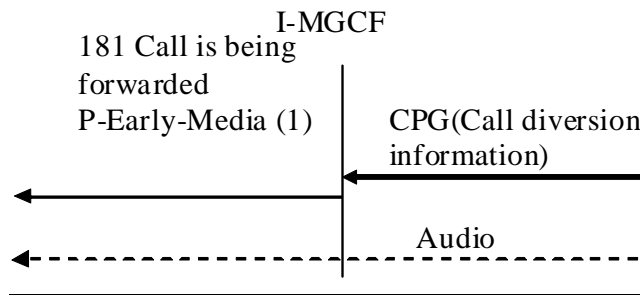 I-MGCF
181 Call is being
forwarded
P-Early-Media (1)
CPG(Call diversion
information)
Audio